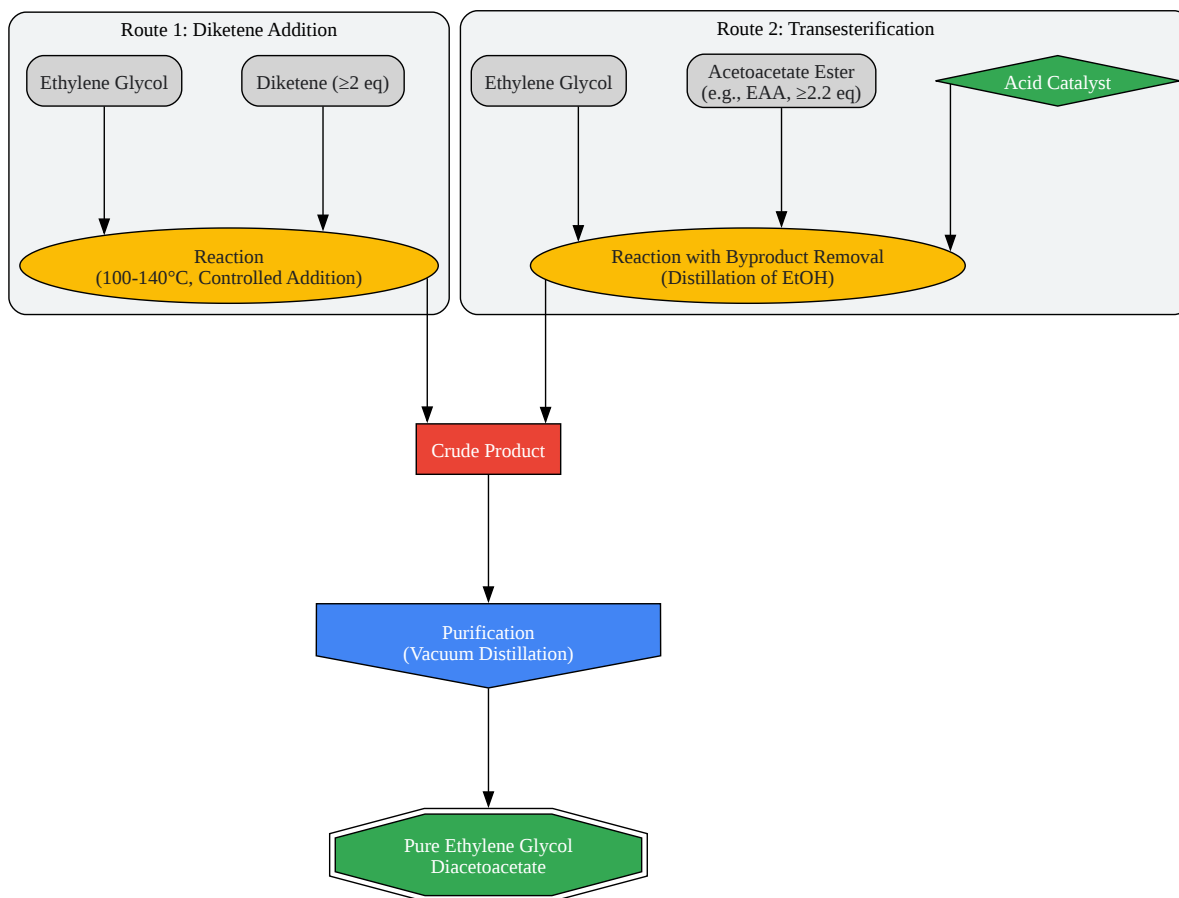 Route 1: Diketene Addition
Ethylene Glycol
Diketene (≥2 eq)
Reaction
(100-140°C, Controlled Addition)
Route 2: Transesterification
Ethylene Glycol
Acetoacetate Ester
(e.g., EAA, ≥2.2 eq)
Acid Catalyst
Reaction with Byproduct Removal
(Distillation of EtOH)
Crude Product
Purification
(Vacuum Distillation)
Pure Ethylene Glycol
Diacetoacetate